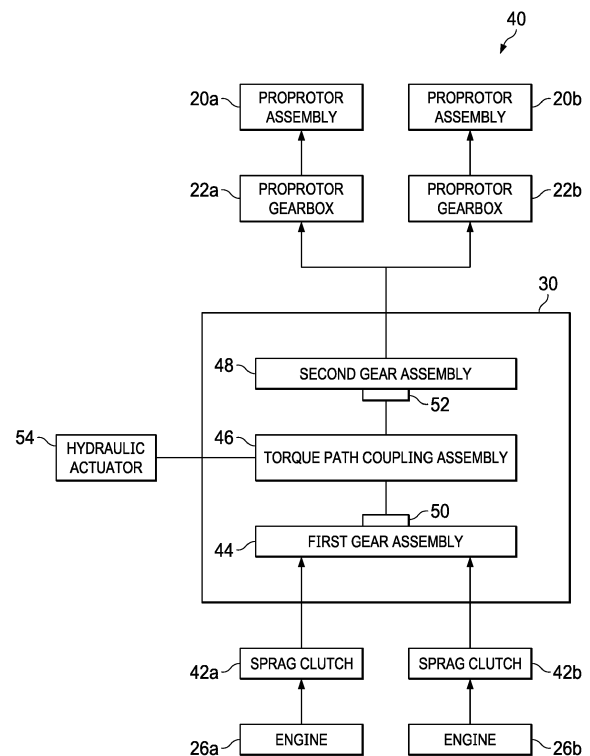 40
20a
PROPROTOR
ASSEMBLY
PROPROTOR
ASSEMBLY
20b
22a
PROPROTOR
GEARBOX
PROPROTOR
GEARBOX
22b
30
48
SECOND GEAR ASSEMBLY
52
54
HYDRAULIC
ACTUATOR
46
TORQUE PATH COUPLING ASSEMBLY
50
44
FIRST GEAR ASSEMBLY
42a
SPRAG CLUTCH
SPRAG CLUTCH
42b
26a
ENGINE
ENGINE
26b